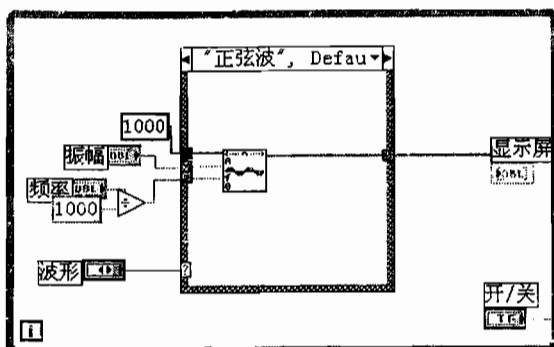 "正弦波", Defau
1000
振幅 DBL
显示屏
频率 DBL
1000
÷
[DBL]
?
波形
开/关
TF
i